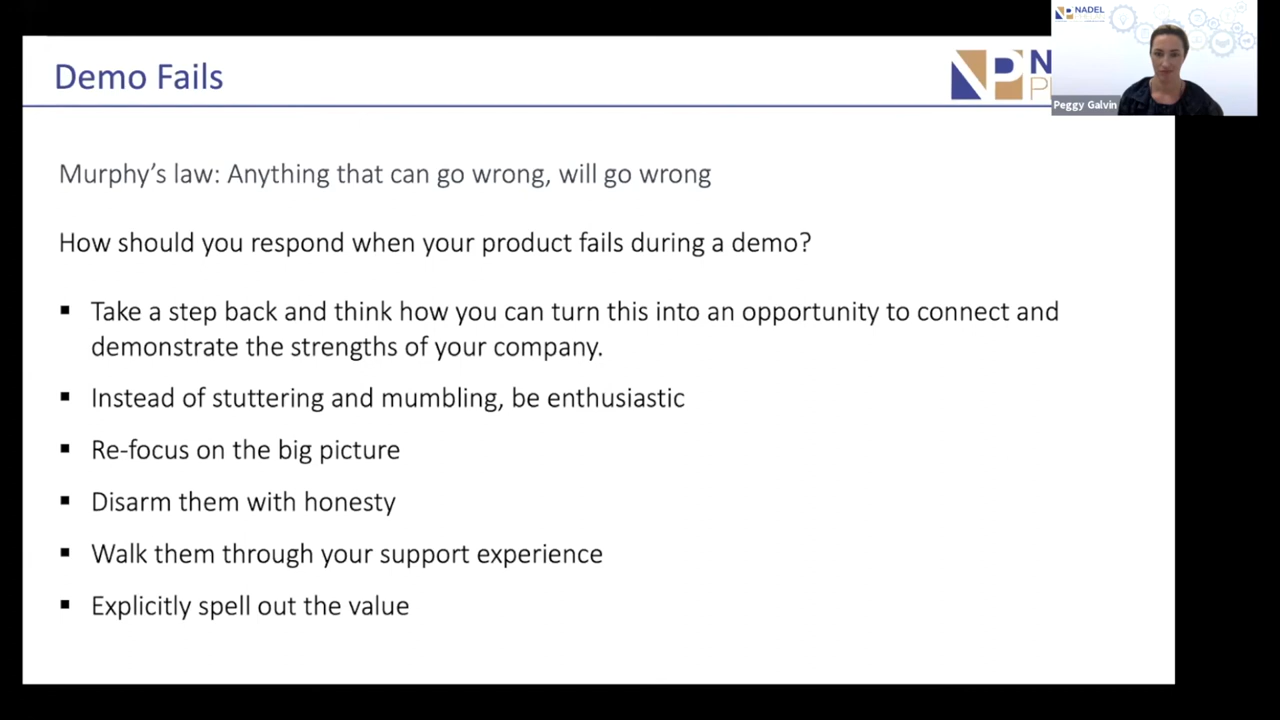 Demo Fails
NP
N
P
NADEL
Peggy Galvin
Murphy’s law: Anything that can go wrong, will go wrong
How should you respond when your product fails during a demo?
▪ Take a step back and think how you can turn this into an opportunity to connect and
demonstrate the strengths of your company.
▪ Instead of stuttering and mumbling, be enthusiastic
▪ Re-focus on the big picture
▪ Disarm them with honesty
▪ Walk them through your support experience
▪ Explicitly spell out the value